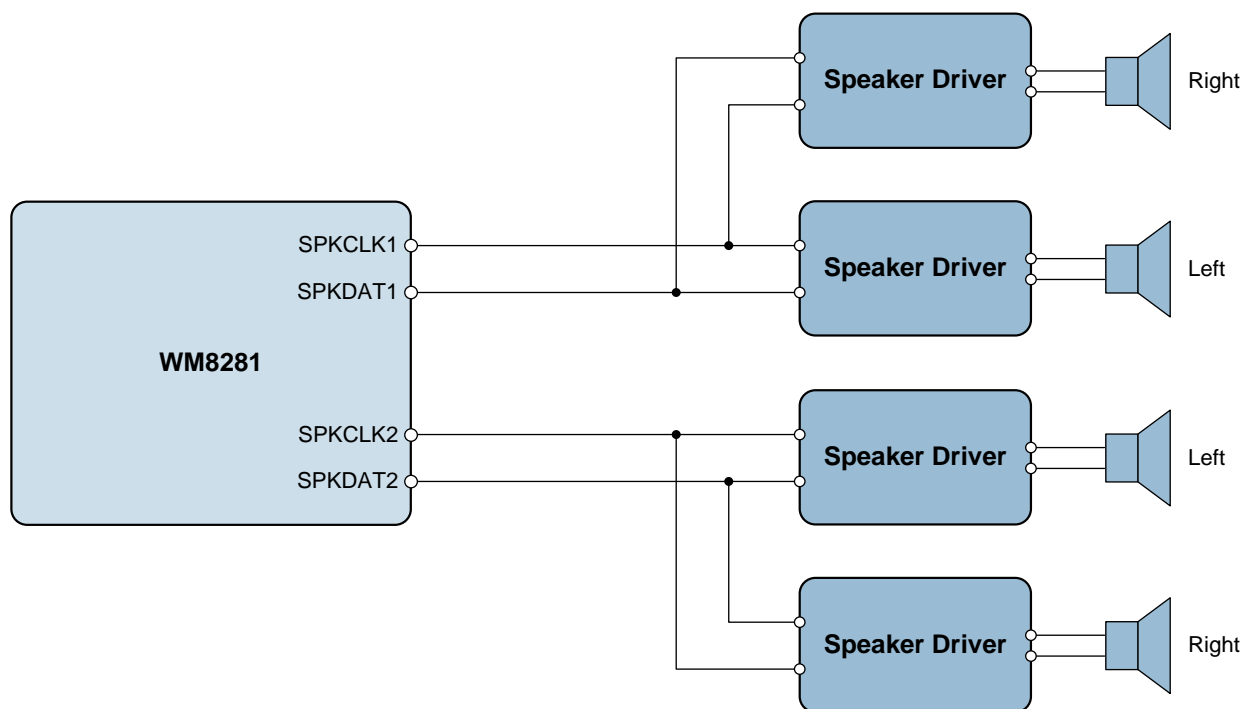 Speaker Driver
Right
SPKCLK1
SPKDAT1
Speaker Driver
Left
WM8281
SPKCLK2
SPKDAT2
Speaker Driver
Left
Speaker Driver
Right